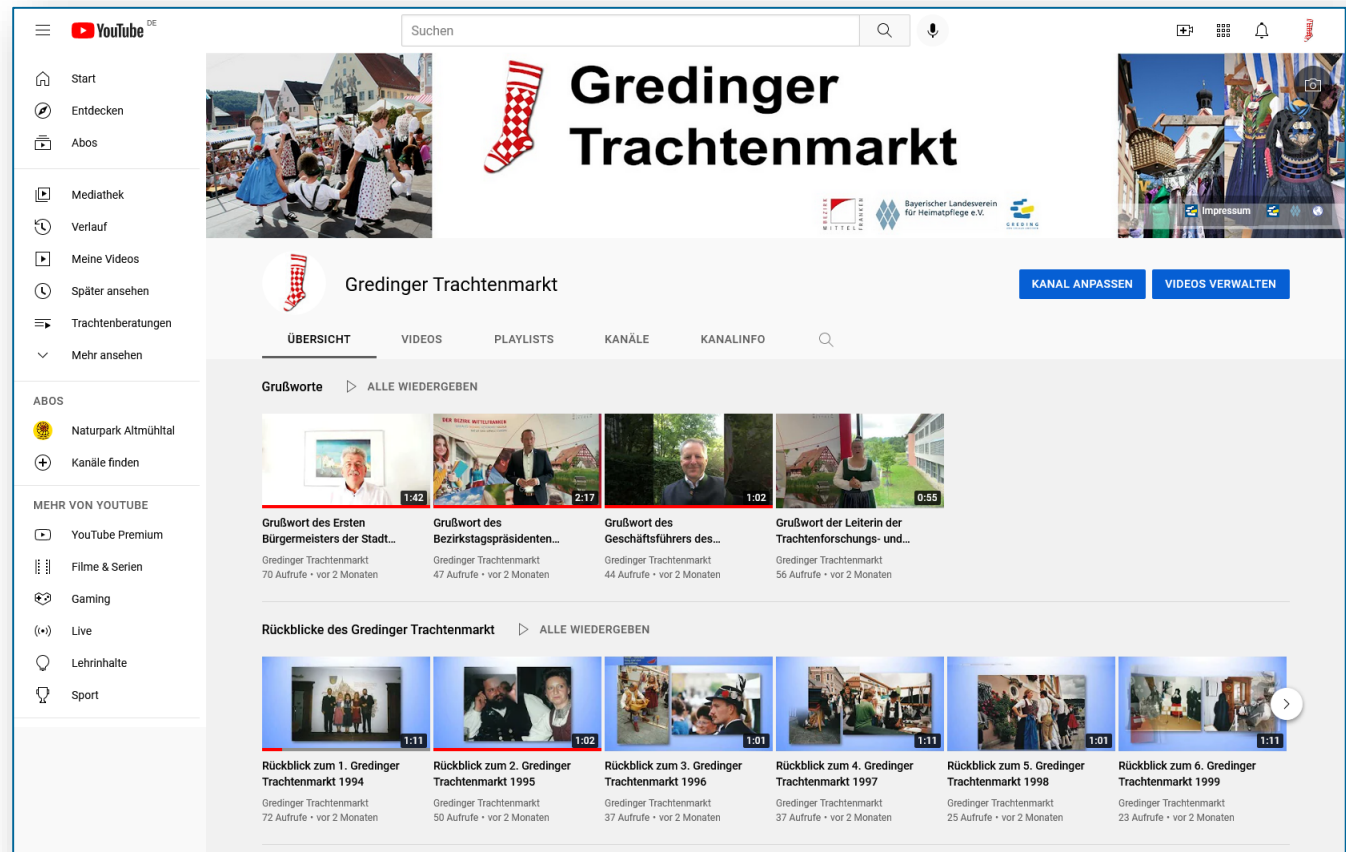 YouTube DE
Suchen
Start
Entdecken
Abos
Mediathek
Verlauf
Meine Videos
Später ansehen
Trachtenberatungen
Mehr ansehen
ABOS
Naturpark Altmühltal
Kanäle finden
MEHR VON YOUTUBE
YouTube Premium
Filme & Serien
Gaming
Live
Lehrinhalte
Sport
Gredinger
Trachtenmarkt
BEZIRK
MITTELFRANKEN
Bayerischer Landesverein
für Heimatpflege e.V.
GREDING
Impressum
Gredinger Trachtenmarkt
KANAL ANPASSEN
VIDEOS VERWALTEN
ÜBERSICHT VIDEOS PLAYLISTS KANÄLE KANALINFO
Grußworte ALLE WIEDERGEBEN
DER BEZIRK MITTELFRANKEN
1:42 2:17 1:02 0:55
Grußwort des Ersten
Bürgermeisters der Stadt...
Gredinger Trachtenmarkt
70 Aufrufe • vor 2 Monaten
Grußwort des
Bezirkstagspräsidenten...
Gredinger Trachtenmarkt
47 Aufrufe • vor 2 Monaten
Grußwort des
Geschäftsführers des...
Gredinger Trachtenmarkt
44 Aufrufe • vor 2 Monaten
Grußwort der Leiterin der
Trachtenforschungs- und...
Gredinger Trachtenmarkt
56 Aufrufe • vor 2 Monaten
Rückblicke des Gredinger Trachtenmarkt ALLE WIEDERGEBEN
1:11 1:02 1:01 1:11 1:01 1:11
Rückblick zum 1. Gredinger
Trachtenmarkt 1994
Gredinger Trachtenmarkt
72 Aufrufe • vor 2 Monaten
Rückblick zum 2. Gredinger
Trachtenmarkt 1995
Gredinger Trachtenmarkt
50 Aufrufe • vor 2 Monaten
Rückblick zum 3. Gredinger
Trachtenmarkt 1996
Gredinger Trachtenmarkt
37 Aufrufe • vor 2 Monaten
Rückblick zum 4. Gredinger
Trachtenmarkt 1997
Gredinger Trachtenmarkt
37 Aufrufe • vor 2 Monaten
Rückblick zum 5. Gredinger
Trachtenmarkt 1998
Gredinger Trachtenmarkt
25 Aufrufe • vor 2 Monaten
Rückblick zum 6. Gredinger
Trachtenmarkt 1999
Gredinger Trachtenmarkt
23 Aufrufe • vor 2 Monaten